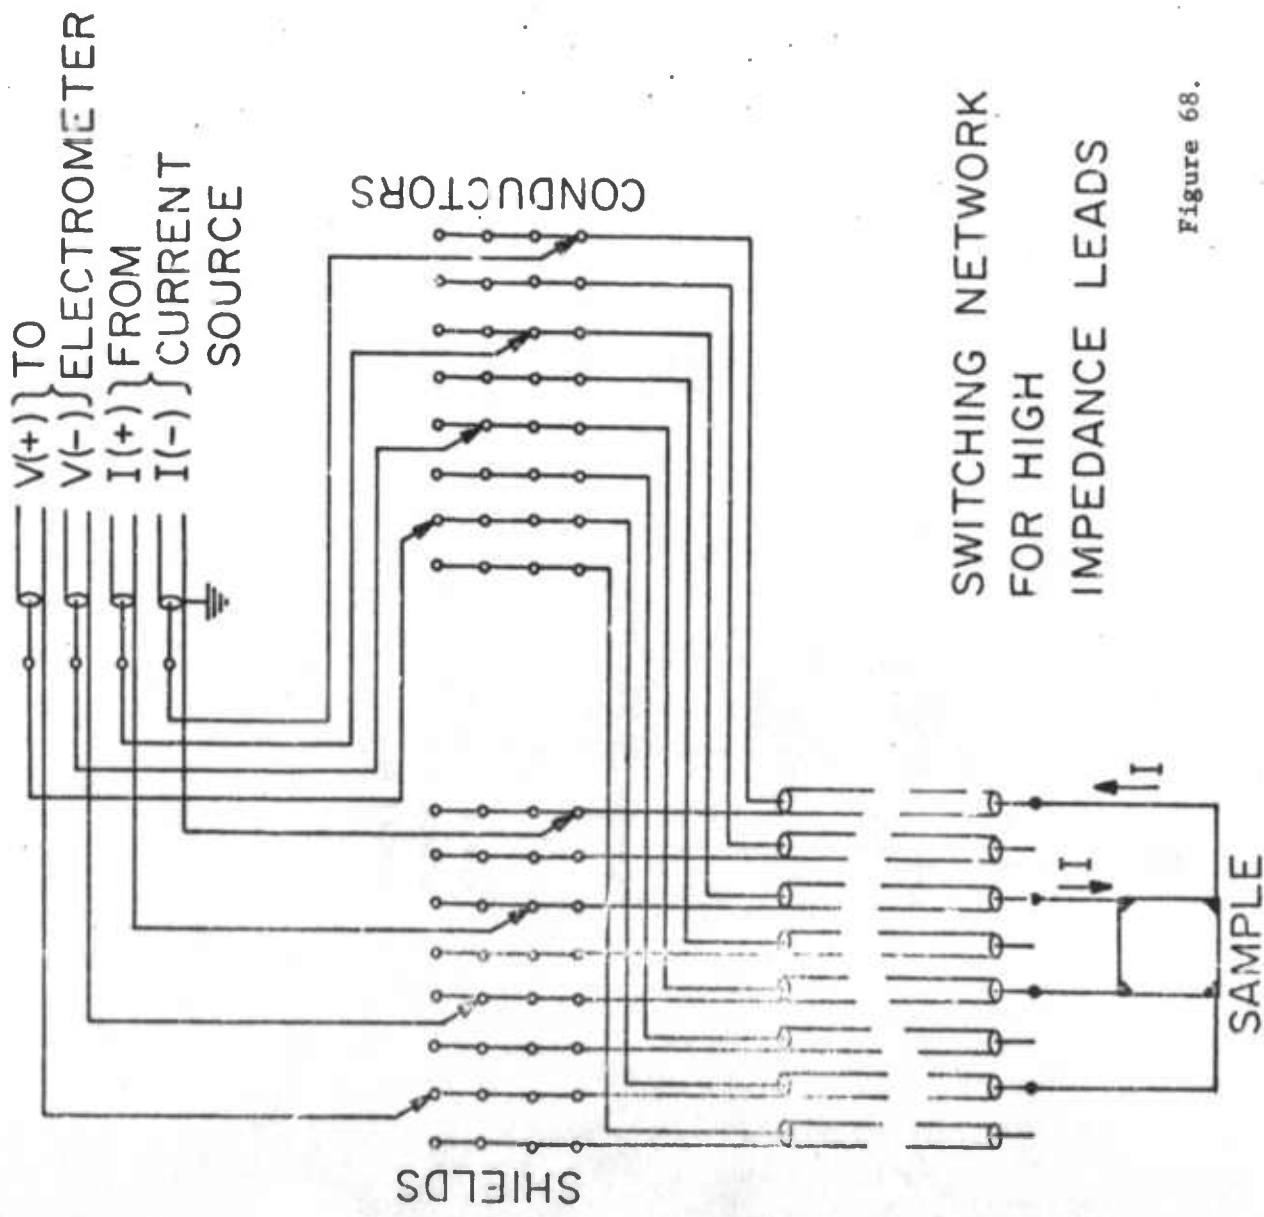 V(+) } TO
V(-) } ELECTROMETER
I(+) } FROM
I(-) } CURRENT
SOURCE
CONDUCTORS
SHIELDS
I
I
SAMPLE
SWITCHING NETWORK
FOR HIGH
IMPEDANCE LEADS
Figure 68.